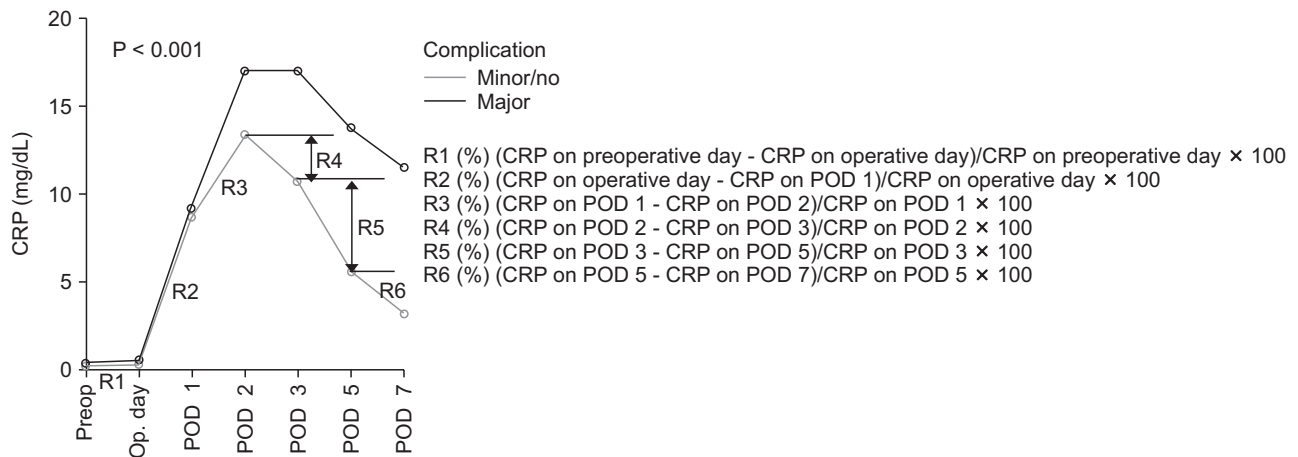 20
15
10
5
0
CRP (mg/dL)
P < 0.001
R1
R2
R3
R4
R5
R6
Preop
Op. day
POD 1
POD 2
POD 3
POD 5
POD 7
Complication
Minor/no
Major
R1 (%) (CRP on preoperative day - CRP on operative day)/CRP on preoperative day × 100
R2 (%) (CRP on operative day - CRP on POD 1)/CRP on operative day × 100
R3 (%) (CRP on POD 1 - CRP on POD 2)/CRP on POD 1 × 100
R4 (%) (CRP on POD 2 - CRP on POD 3)/CRP on POD 2 × 100
R5 (%) (CRP on POD 3 - CRP on POD 5)/CRP on POD 3 × 100
R6 (%) (CRP on POD 5 - CRP on POD 7)/CRP on POD 5 × 100